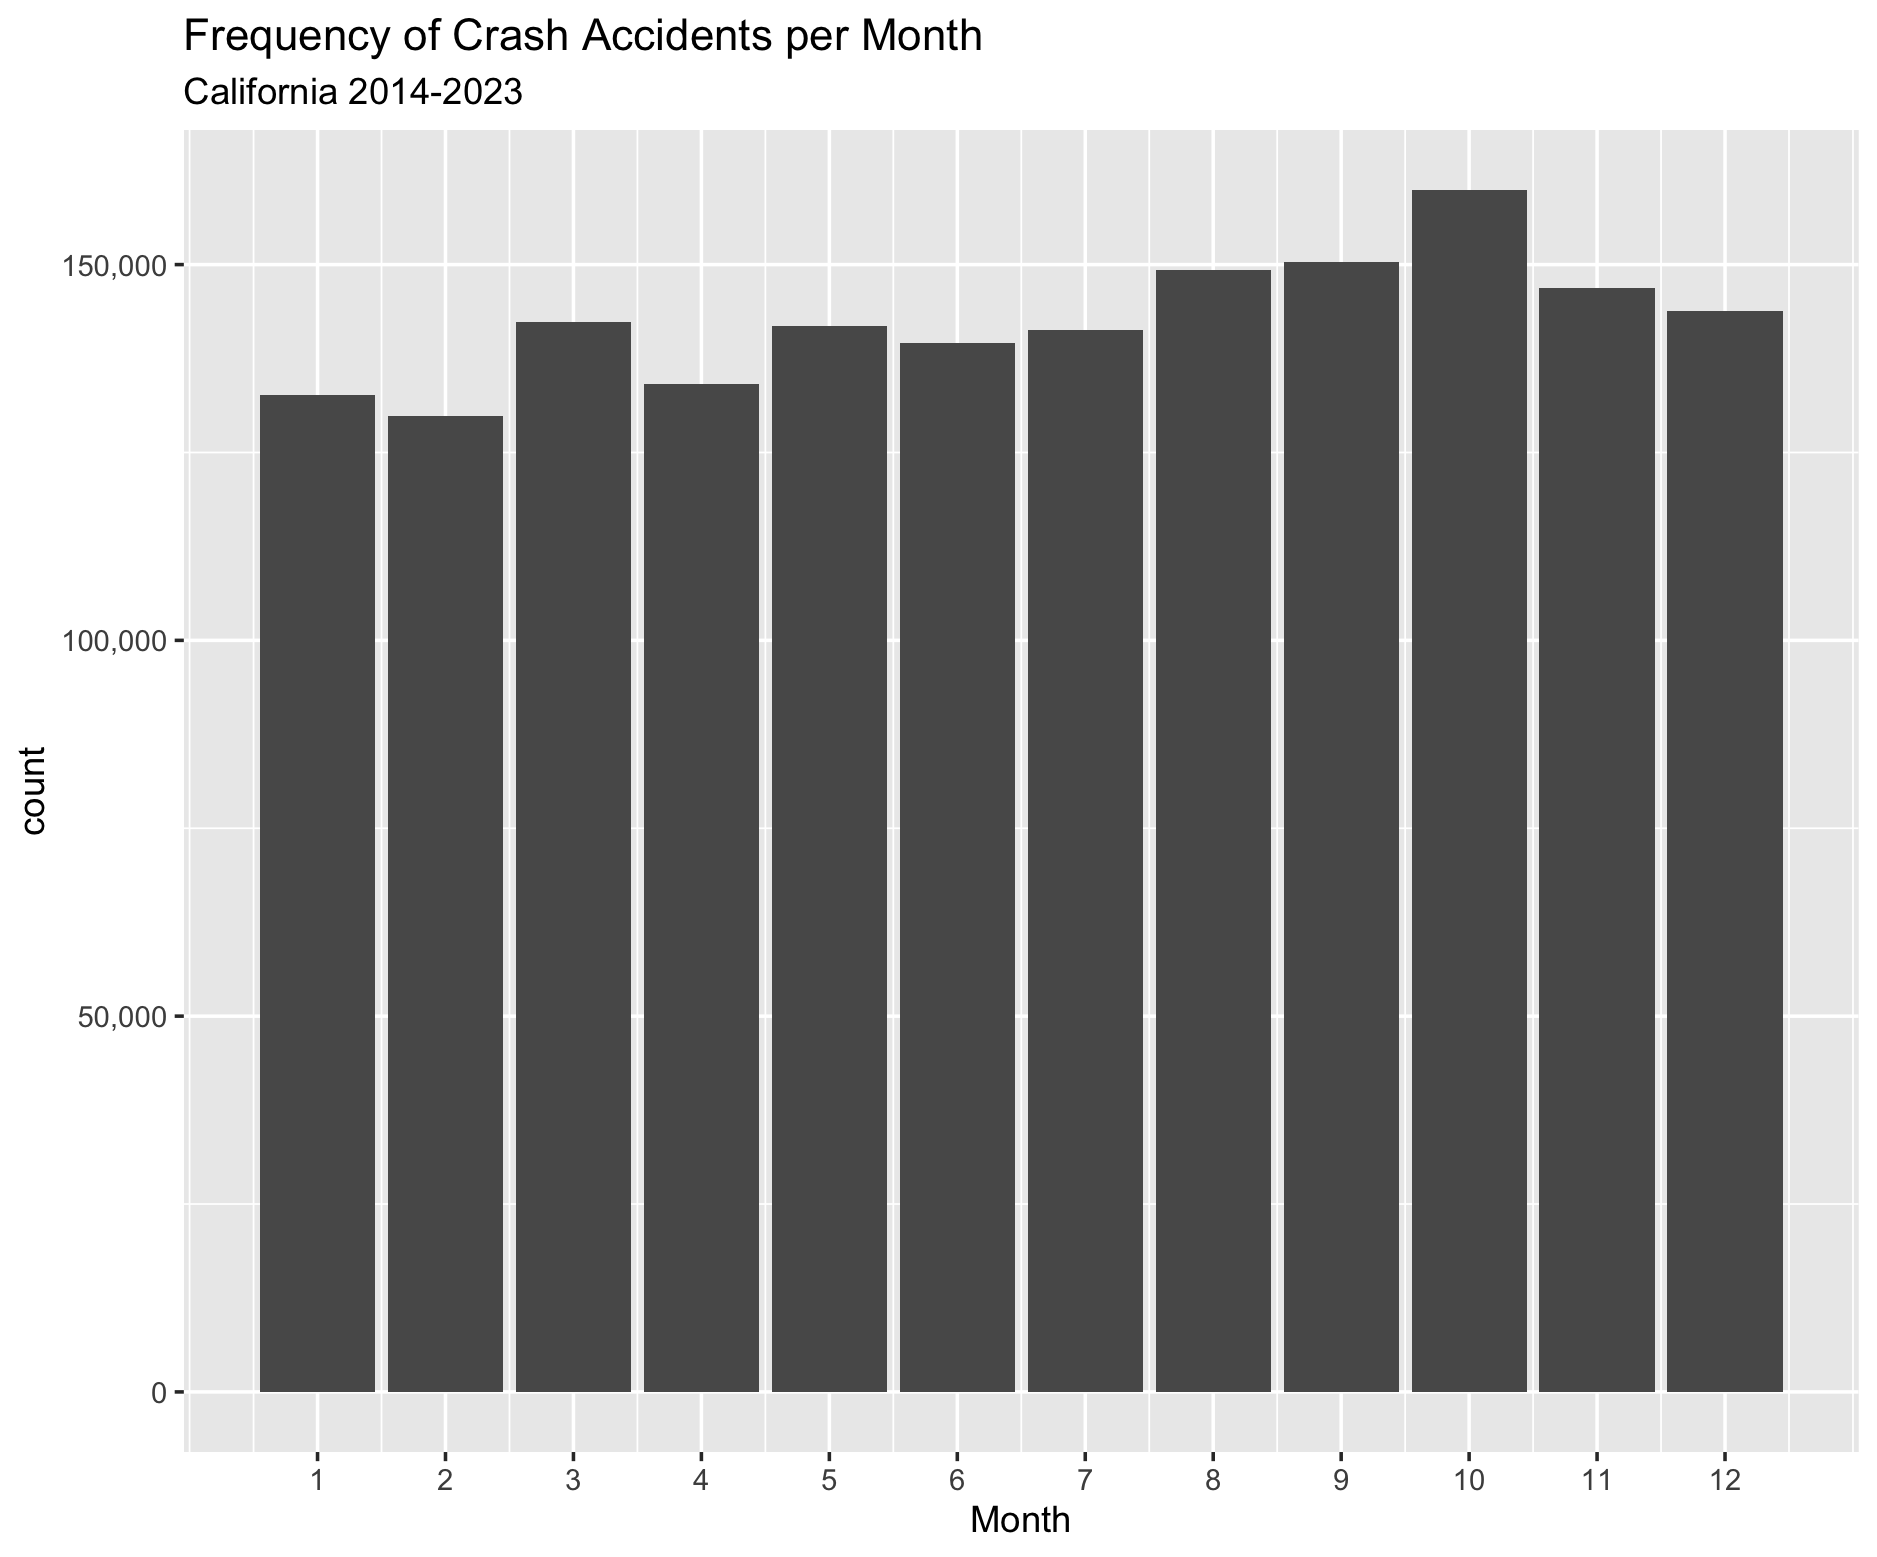 Frequency of Crash Accidents per Month
California 2014-2023
count
150,000
100,000
50,000
0
1 2 3 4 5 6 7 8 9 10 11 12
Month